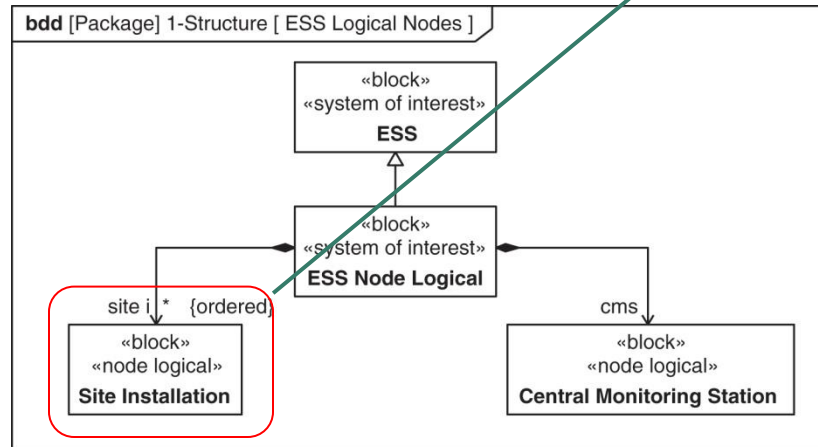 bdd [Package] 1-Structure [ ESS Logical Nodes ]
«block»
«system of interest»
ESS
«block»
«system of interest»
ESS Node Logical
site i * {ordered}
cms
«block»
«node logical»
Site Installation
«block»
«node logical»
Central Monitoring Station